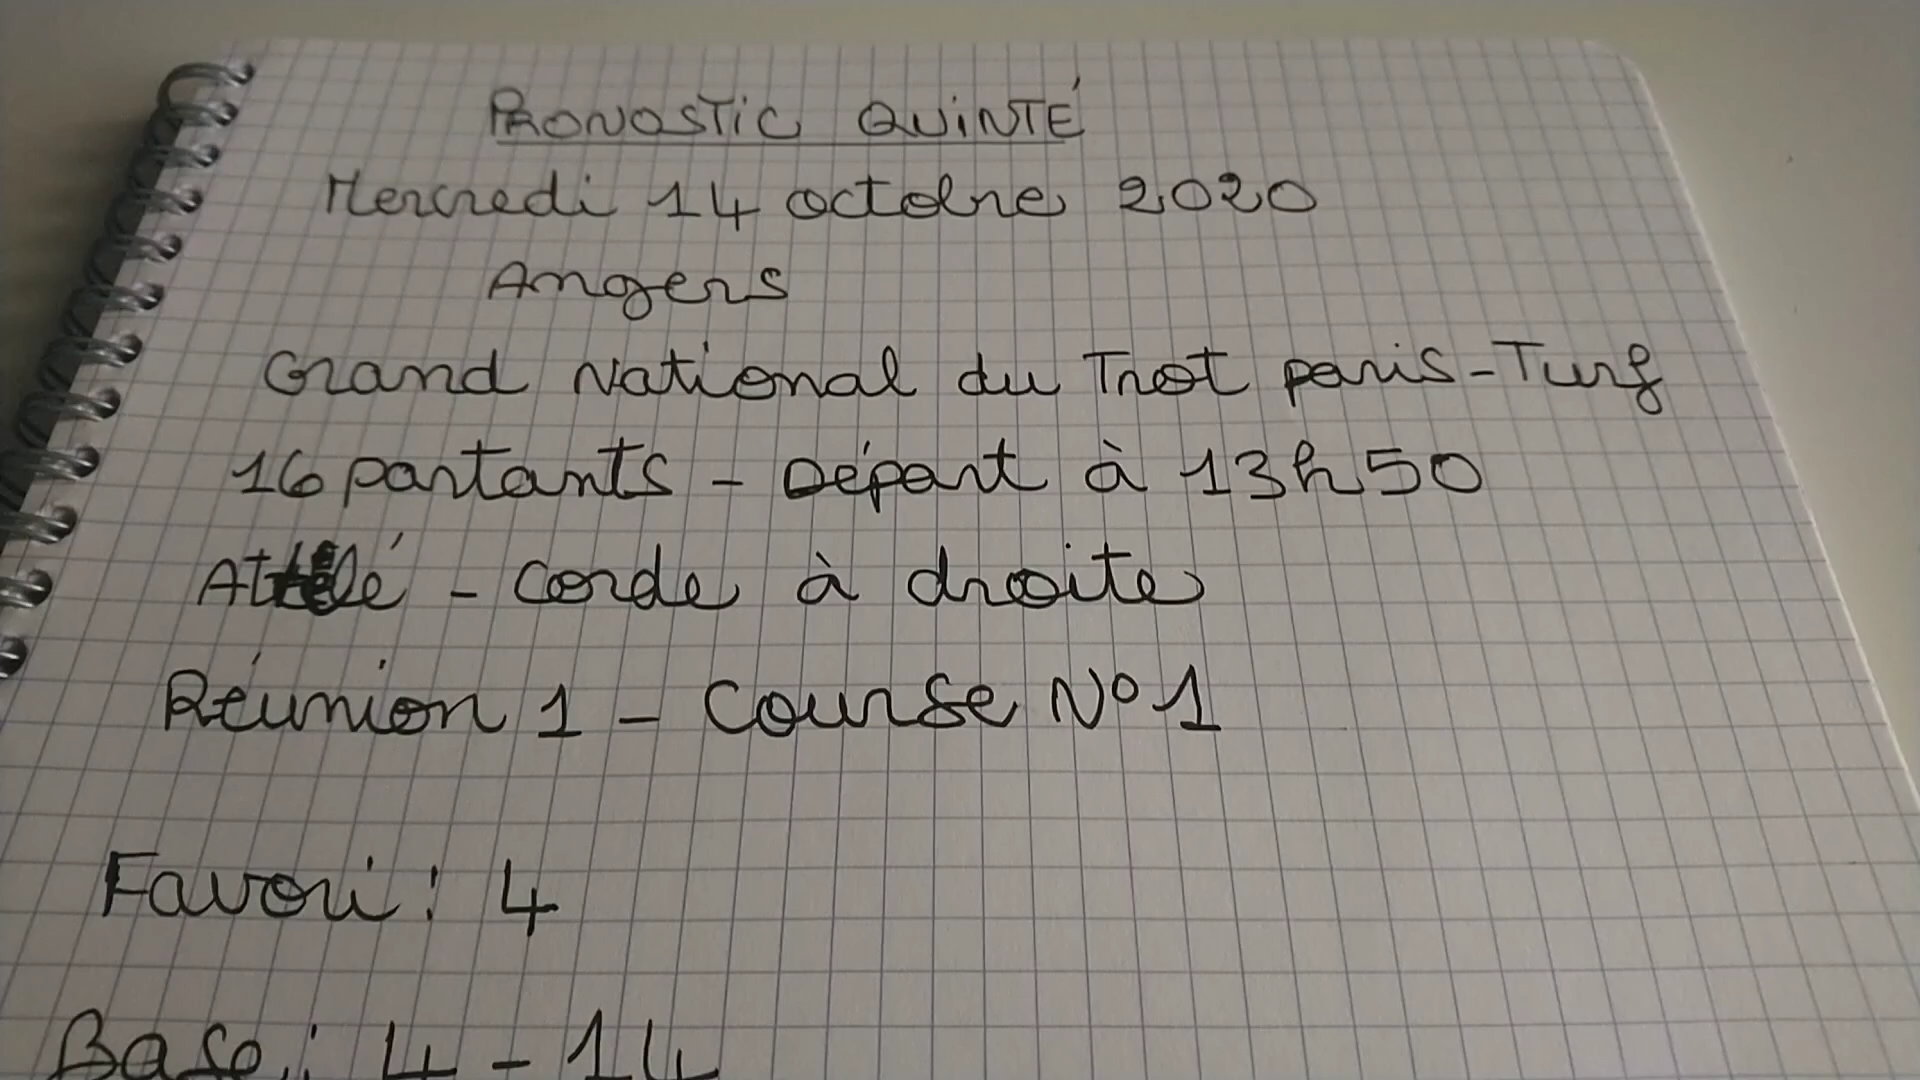 PRONOSTIC QUINTÉ
Mercredi 14 octobre 2020
Angers
Grand National du Trot paris-Turf
16 partants - Départ à 13h50
Attelé - Corde à droite
Réunion 1 - Course N°1
Favori : 4
Base : 4 - 14